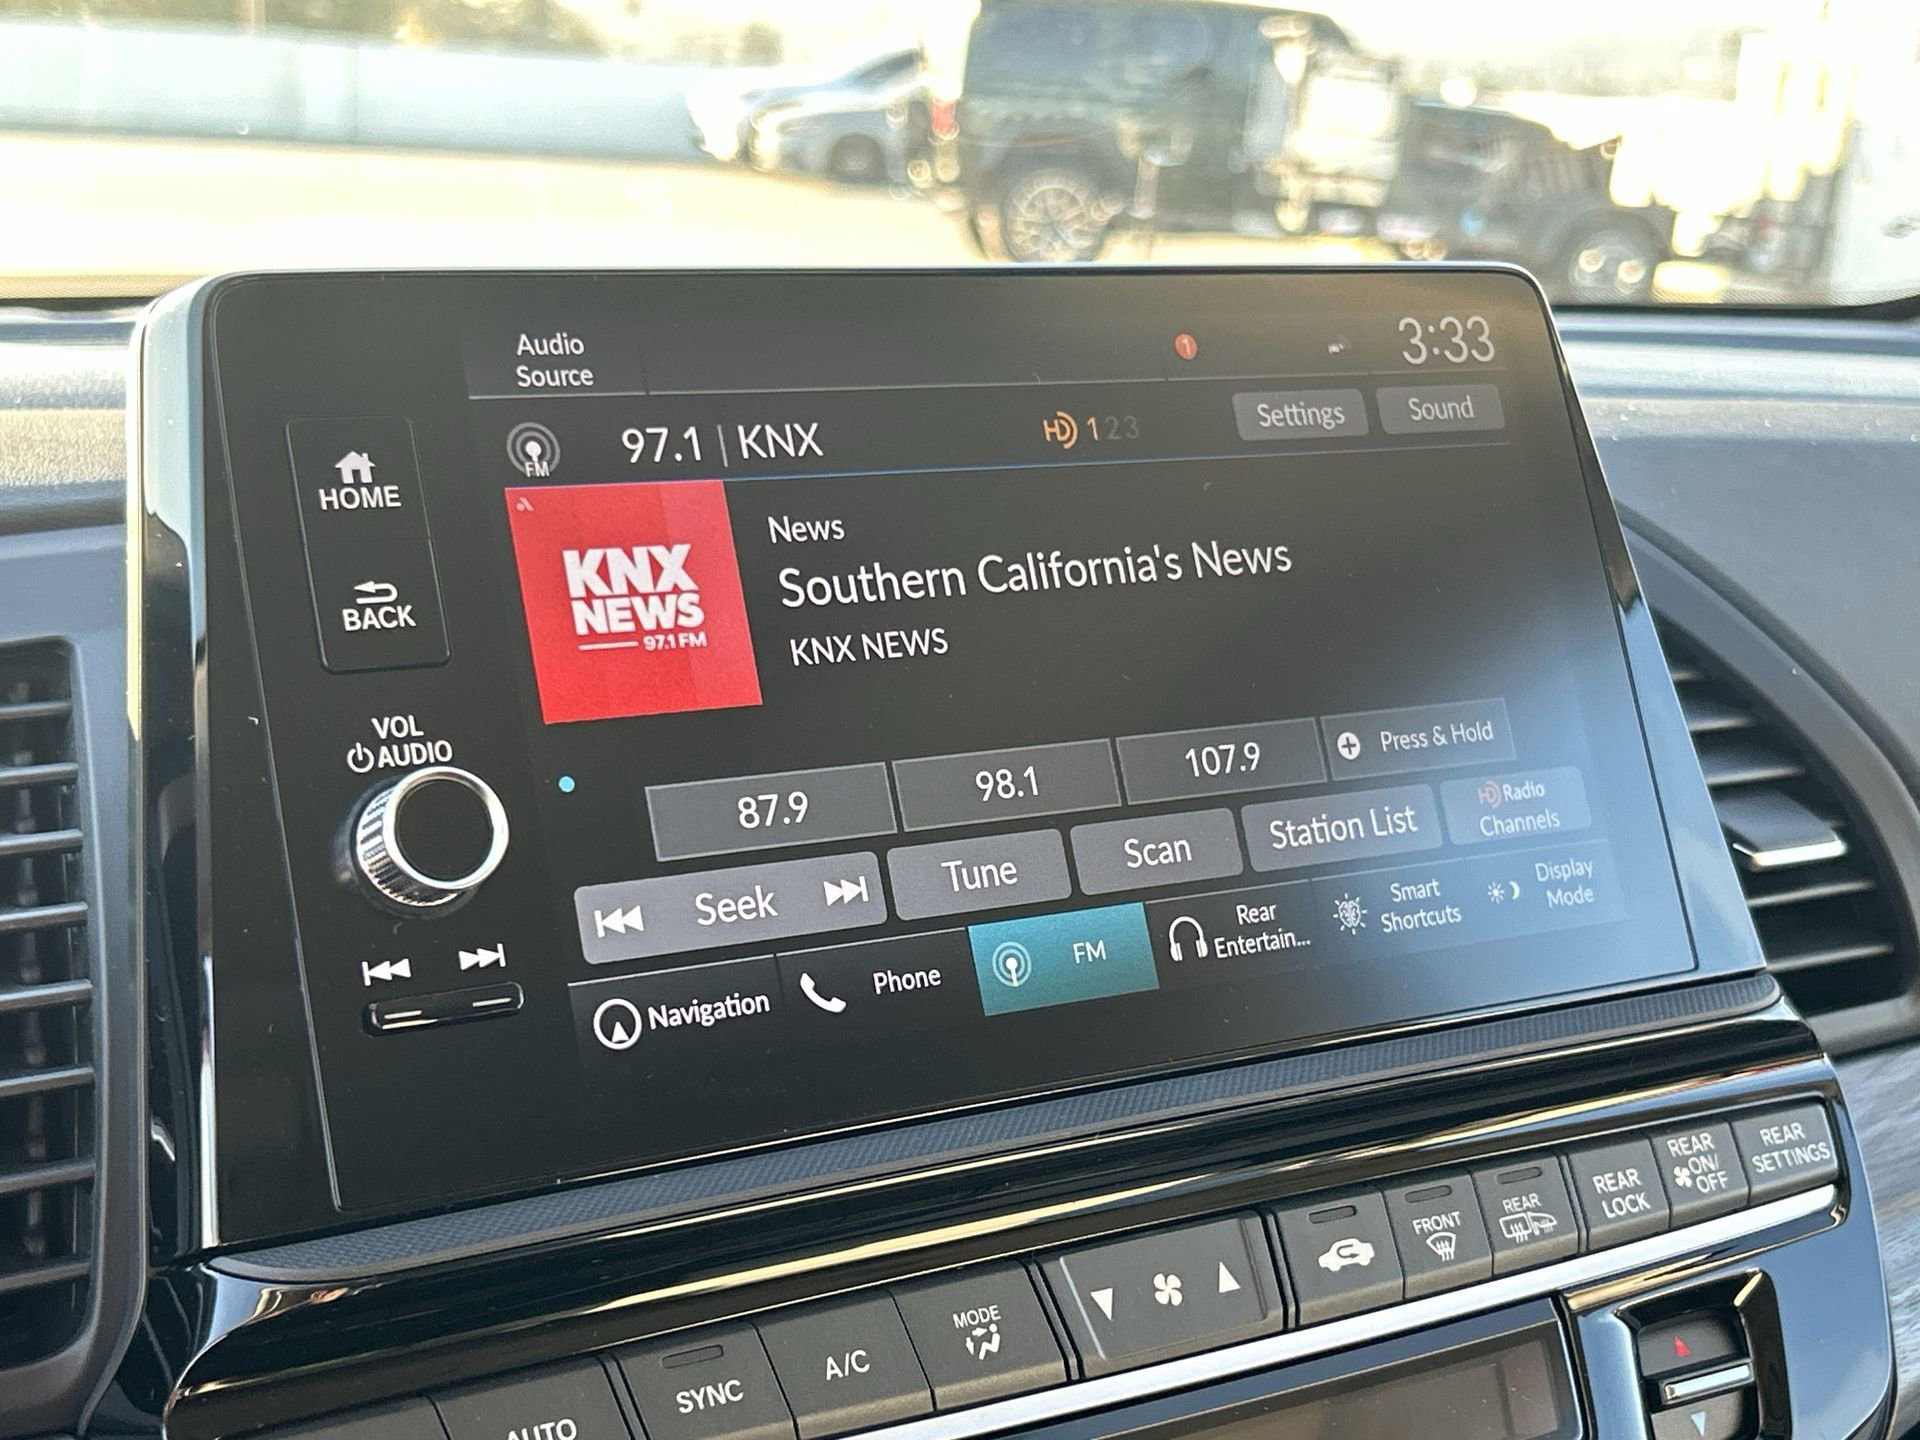 Audio
Source
1
3:33
FM
97.1 | KNX
HD 1 2 3
Settings
Sound
HOME
BACK
KNX
NEWS
97.1 FM
News
Southern California's News
KNX NEWS
VOL
AUDIO
87.9
98.1
107.9
Press & Hold
Seek
Tune
Scan
Station List
HD Radio
Channels
Navigation
Phone
FM
Rear
Entertain...
Smart
Shortcuts
Display
Mode
AUTO
SYNC
A/C
MODE
FRONT
REAR
REAR
LOCK
REAR
ON/
OFF
REAR
SETTINGS